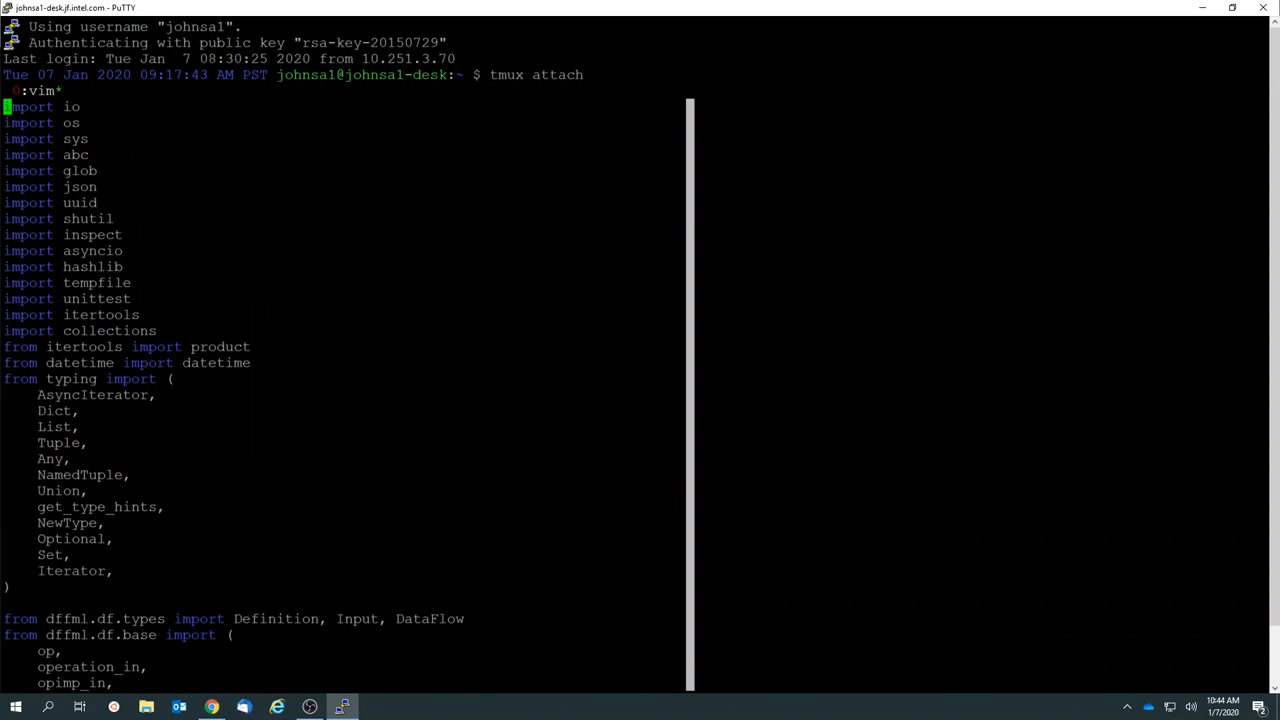 johnsa1-desk.jf.intel.com - PuTTY
Using username "johnsa1".
Authenticating with public key "rsa-key-20150729"
Last login: Tue Jan  7 08:30:25 2020 from 10.251.3.70
Tue 07 Jan 2020 09:17:43 AM PST johnsa1@johnsa1-desk:~ $ tmux attach
0:vim*
import io
import os
import sys
import abc
import glob
import json
import uuid
import shutil
import inspect
import asyncio
import hashlib
import tempfile
import unittest
import itertools
import collections
from itertools import product
from datetime import datetime
from typing import (
    AsyncIterator,
    Dict,
    List,
    Tuple,
    Any,
    NamedTuple,
    Union,
    get_type_hints,
    NewType,
    Optional,
    Set,
    Iterator,
)
from dffml.df.types import Definition, Input, DataFlow
from dffml.df.base import (
    op,
    operation_in,
    opimp_in,
10:44 AM
1/7/2020
2